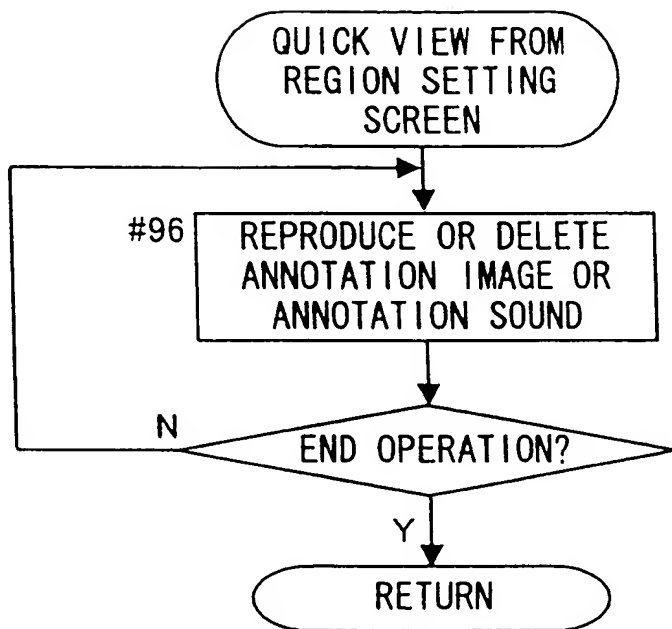 QUICK VIEW FROM
REGION SETTING
SCREEN
#96
REPRODUCE OR DELETE
ANNOTATION IMAGE OR
ANNOTATION SOUND
N
END OPERATION?
Y
RETURN